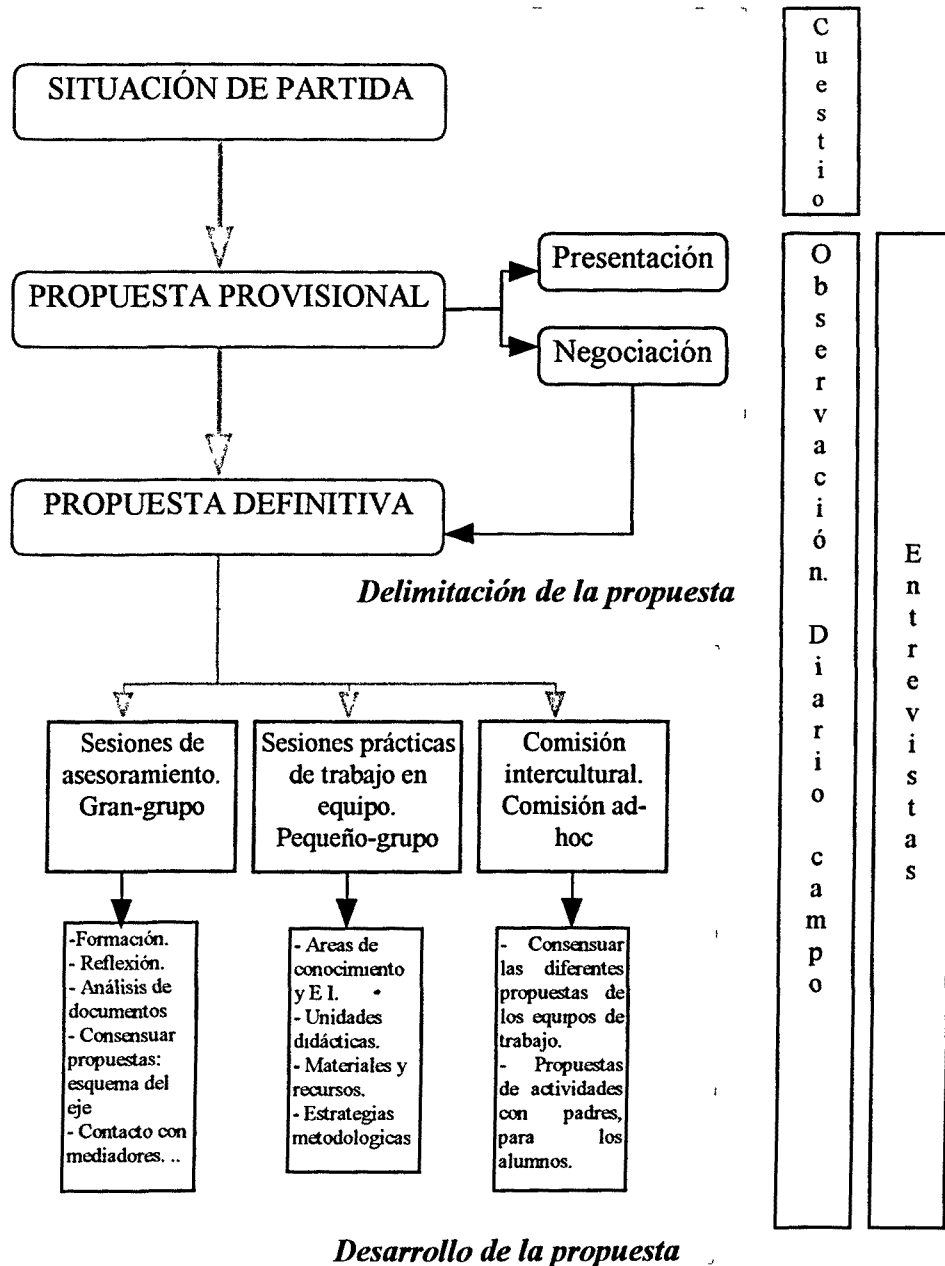 SITUACIÓN DE PARTIDA
PROPUESTA PROVISIONAL
Presentación
Negociación
PROPUESTA DEFINITIVA
Delimitación de la propuesta
Sesiones de
asesoramiento.
Gran-grupo
Sesiones prácticas
de trabajo en
equipo.
Pequeño-grupo
Comisión
intercultural.
Comisión ad-
hoc
-Formación.
- Reflexión.
- Análisis de
documentos
- Consensuar
propuestas:
esquema del
eje
- Contacto con
mediadores. ..
- Areas de
conocimiento
y E I.
- Unidades
didácticas.
- Materiales y
recursos.
- Estrategias
metodologicas
- Consensuar
las diferentes
propuestas de
los equipos de
trabajo.
- Propuestas
de actividades
con padres,
para los
alumnos.
Desarrollo de la propuesta
Cuestio
Observación. Diario campo
Entrevistas